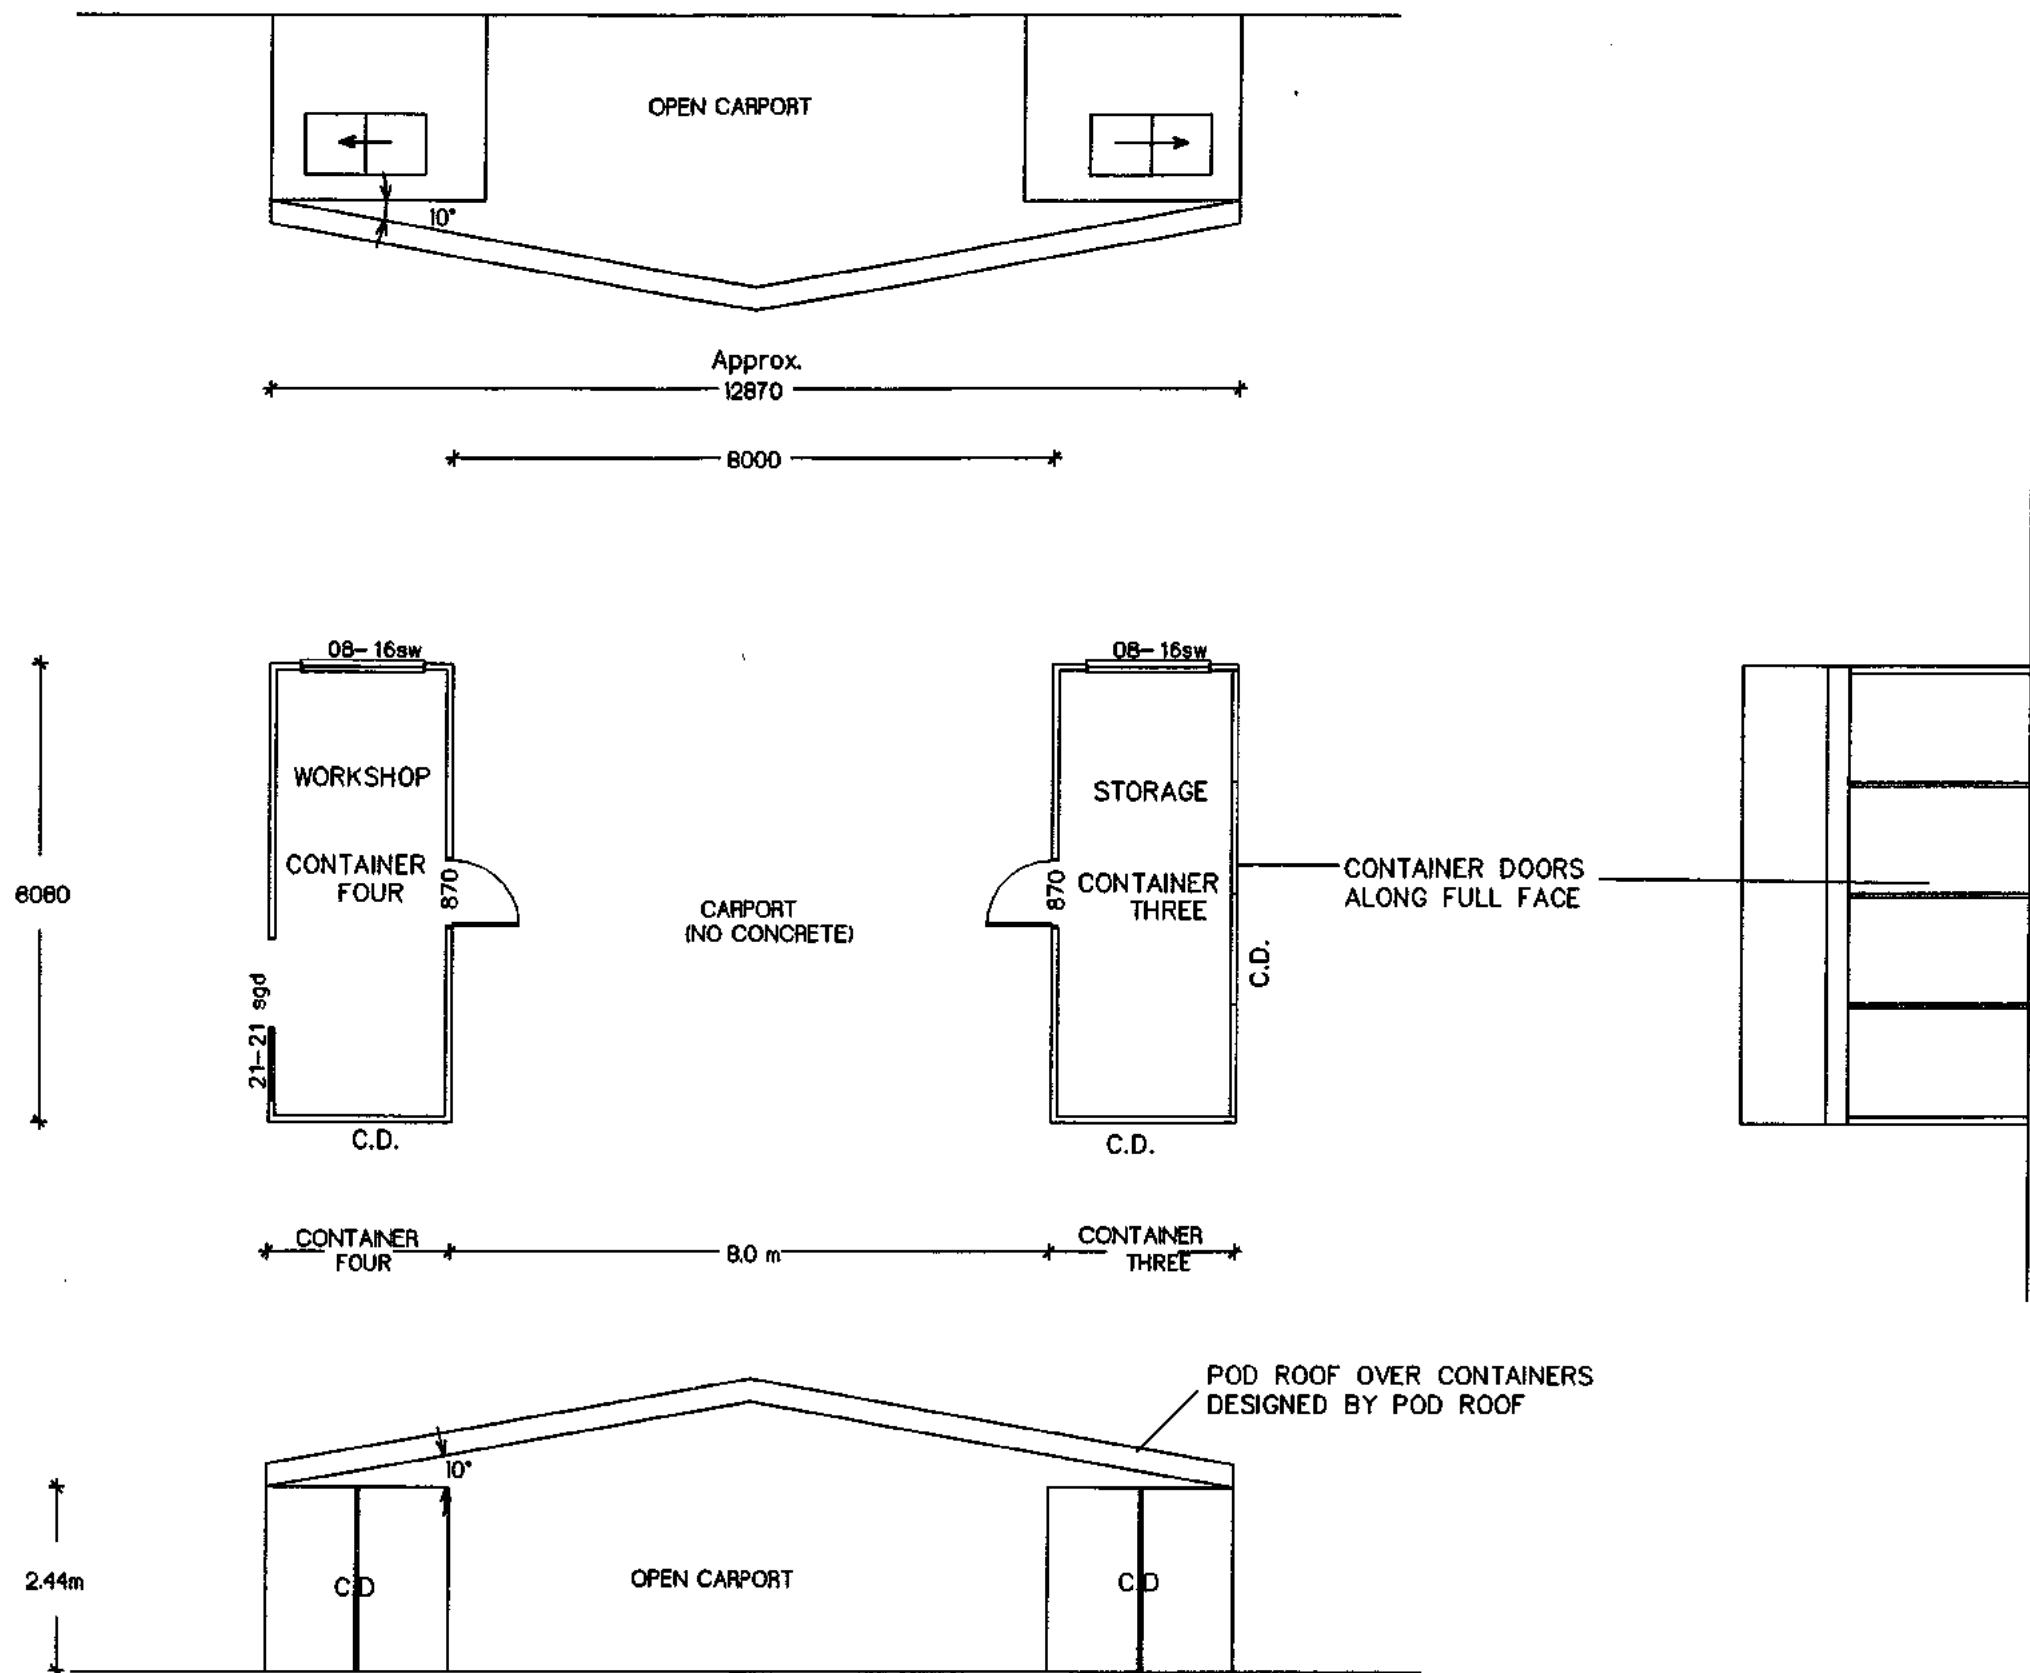 OPEN CARPORT
10°
Approx.
12870
8000
08-16sw
08-16sw
WORKSHOP
STORAGE
CONTAINER
FOUR
870
870
CONTAINER
THREE
CONTAINER DOORS
ALONG FULL FACE
6060
CARPORT
(NO CONCRETE)
C.D.
21-21 sgd
C.D.
C.D.
CONTAINER
FOUR
8.0 m
CONTAINER
THREE
POD ROOF OVER CONTAINERS
DESIGNED BY POD ROOF
10°
2.44m
C.D
OPEN CARPORT
C.D